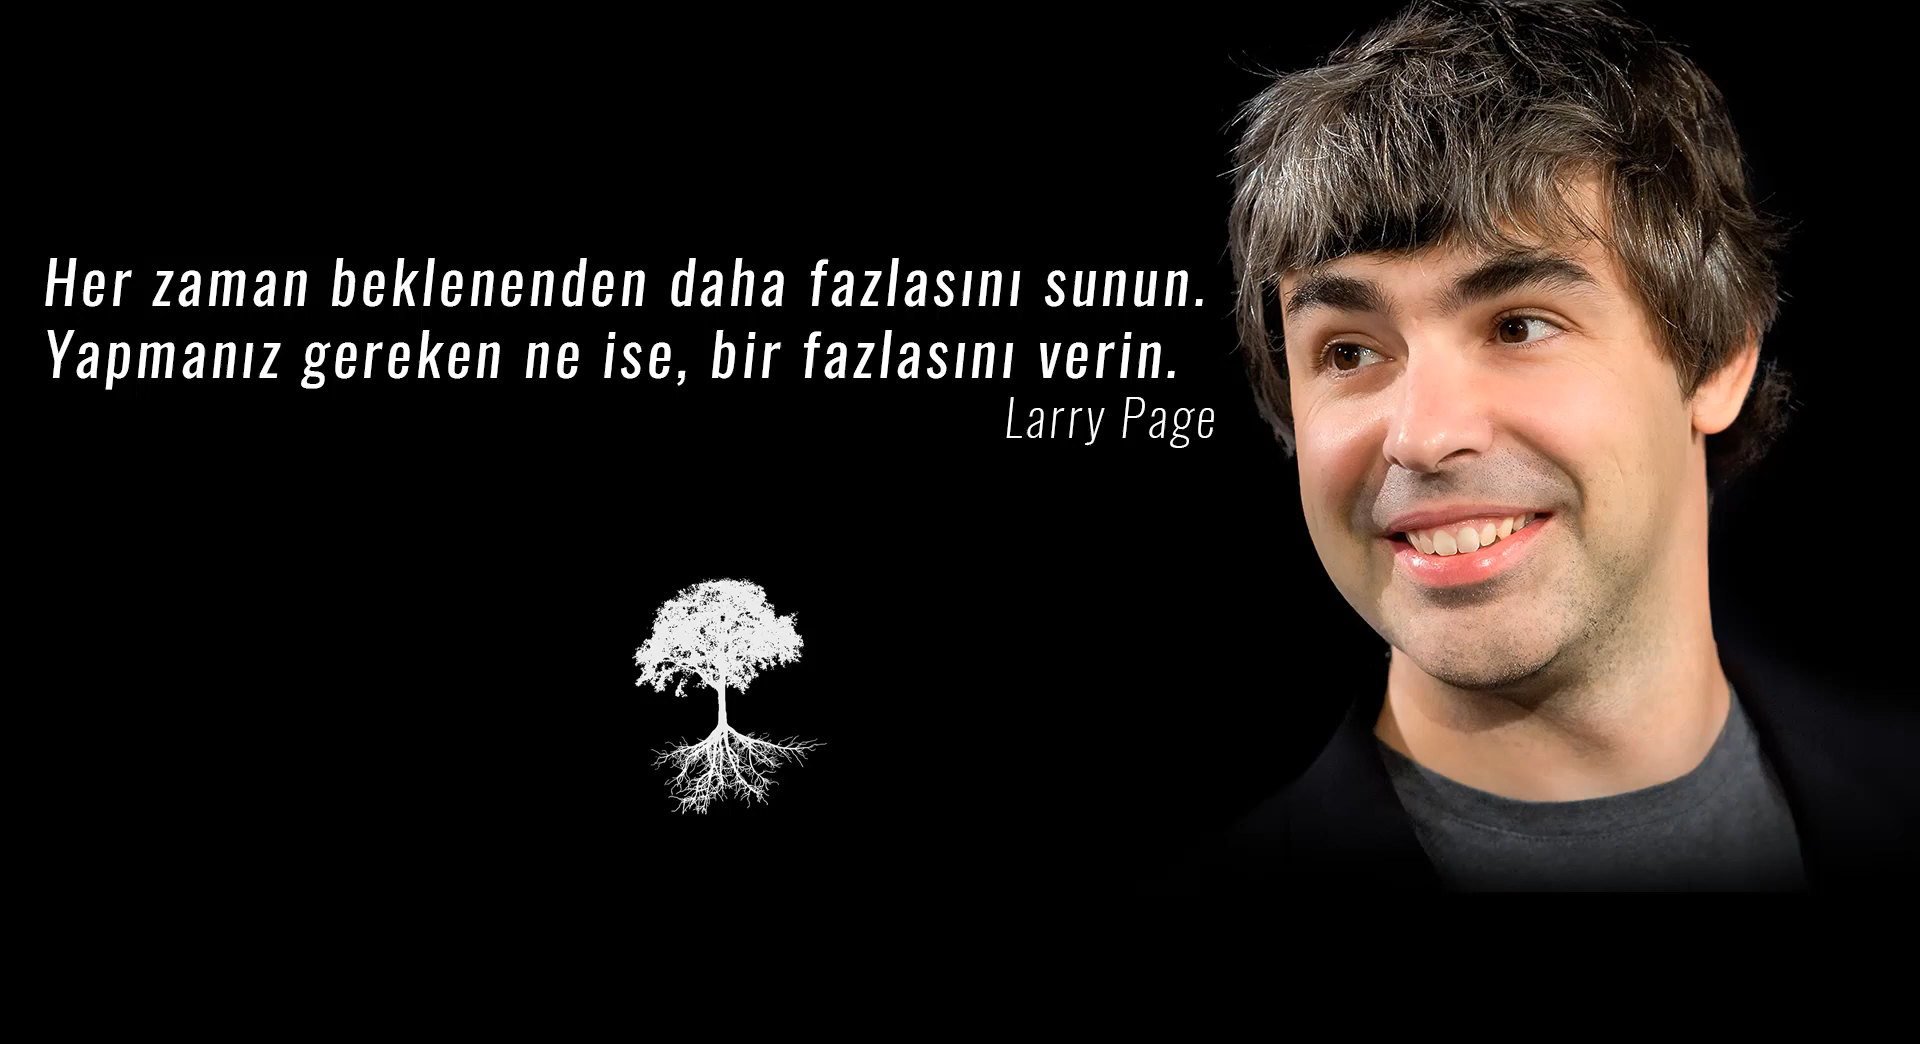 Her zaman beklenenden daha fazlasını sunun.
Yapmanız gereken ne ise, bir fazlasını verin.
Larry Page